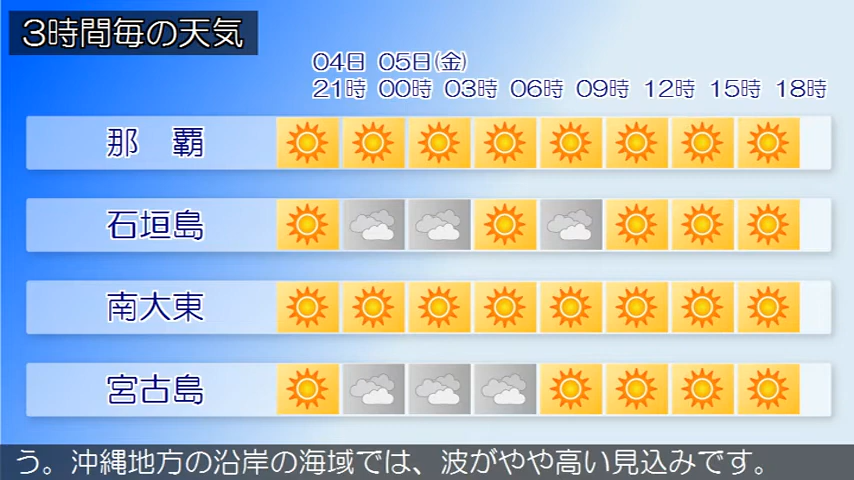 3時間毎の天気
04日 05日(金)
21時 00時 03時 06時 09時 12時 15時 18時
那　覇
石垣島
南大東
宮古島
う。沖縄地方の沿岸の海域では、波がやや高い見込みです。